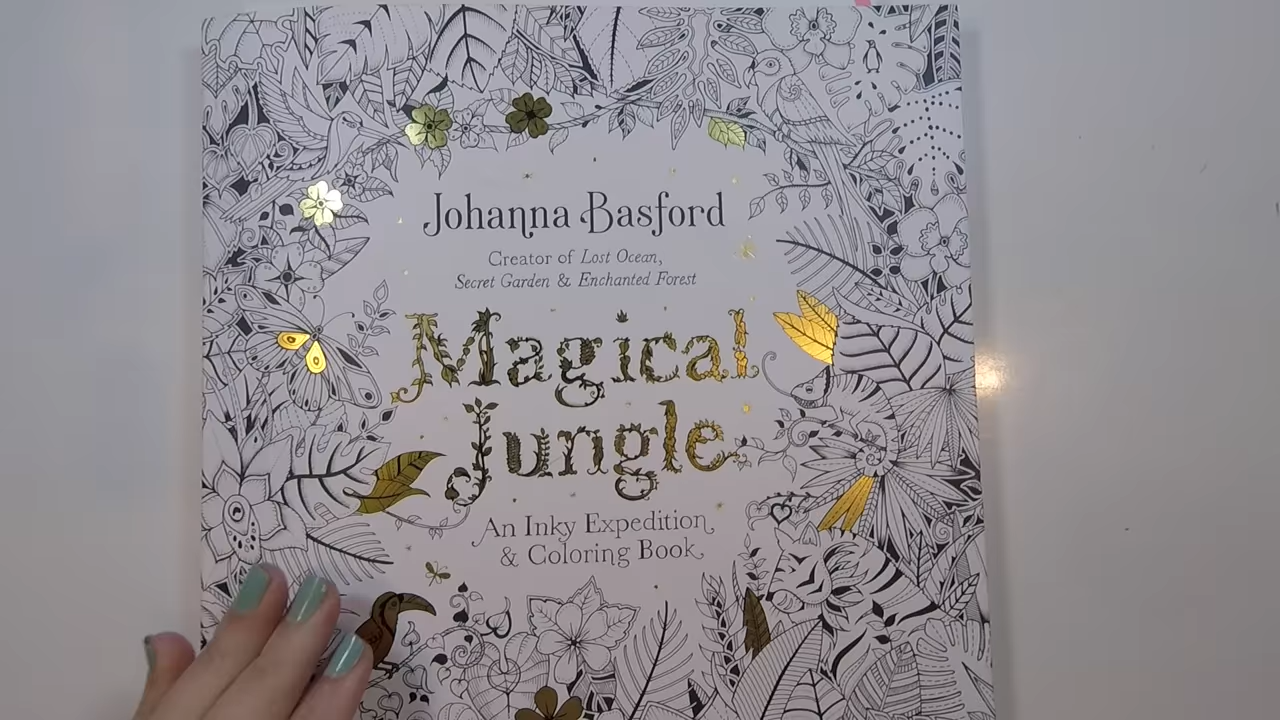 Johanna Basford
Creator of Lost Ocean,
Secret Garden & Enchanted Forest
Magical
Jungle
An Inky Expedition
& Coloring Book